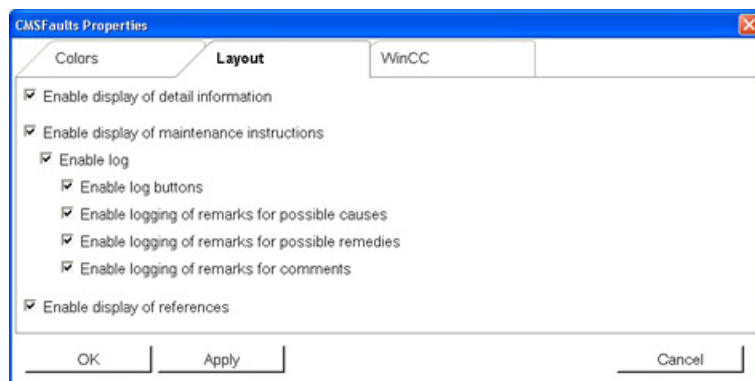 CMSFaults Properties
Colors Layout WinCC
Enable display of detail information
Enable display of maintenance instructions
Enable log
Enable log buttons
Enable logging of remarks for possible causes
Enable logging of remarks for possible remedies
Enable logging of remarks for comments
Enable display of references
OK Apply Cancel